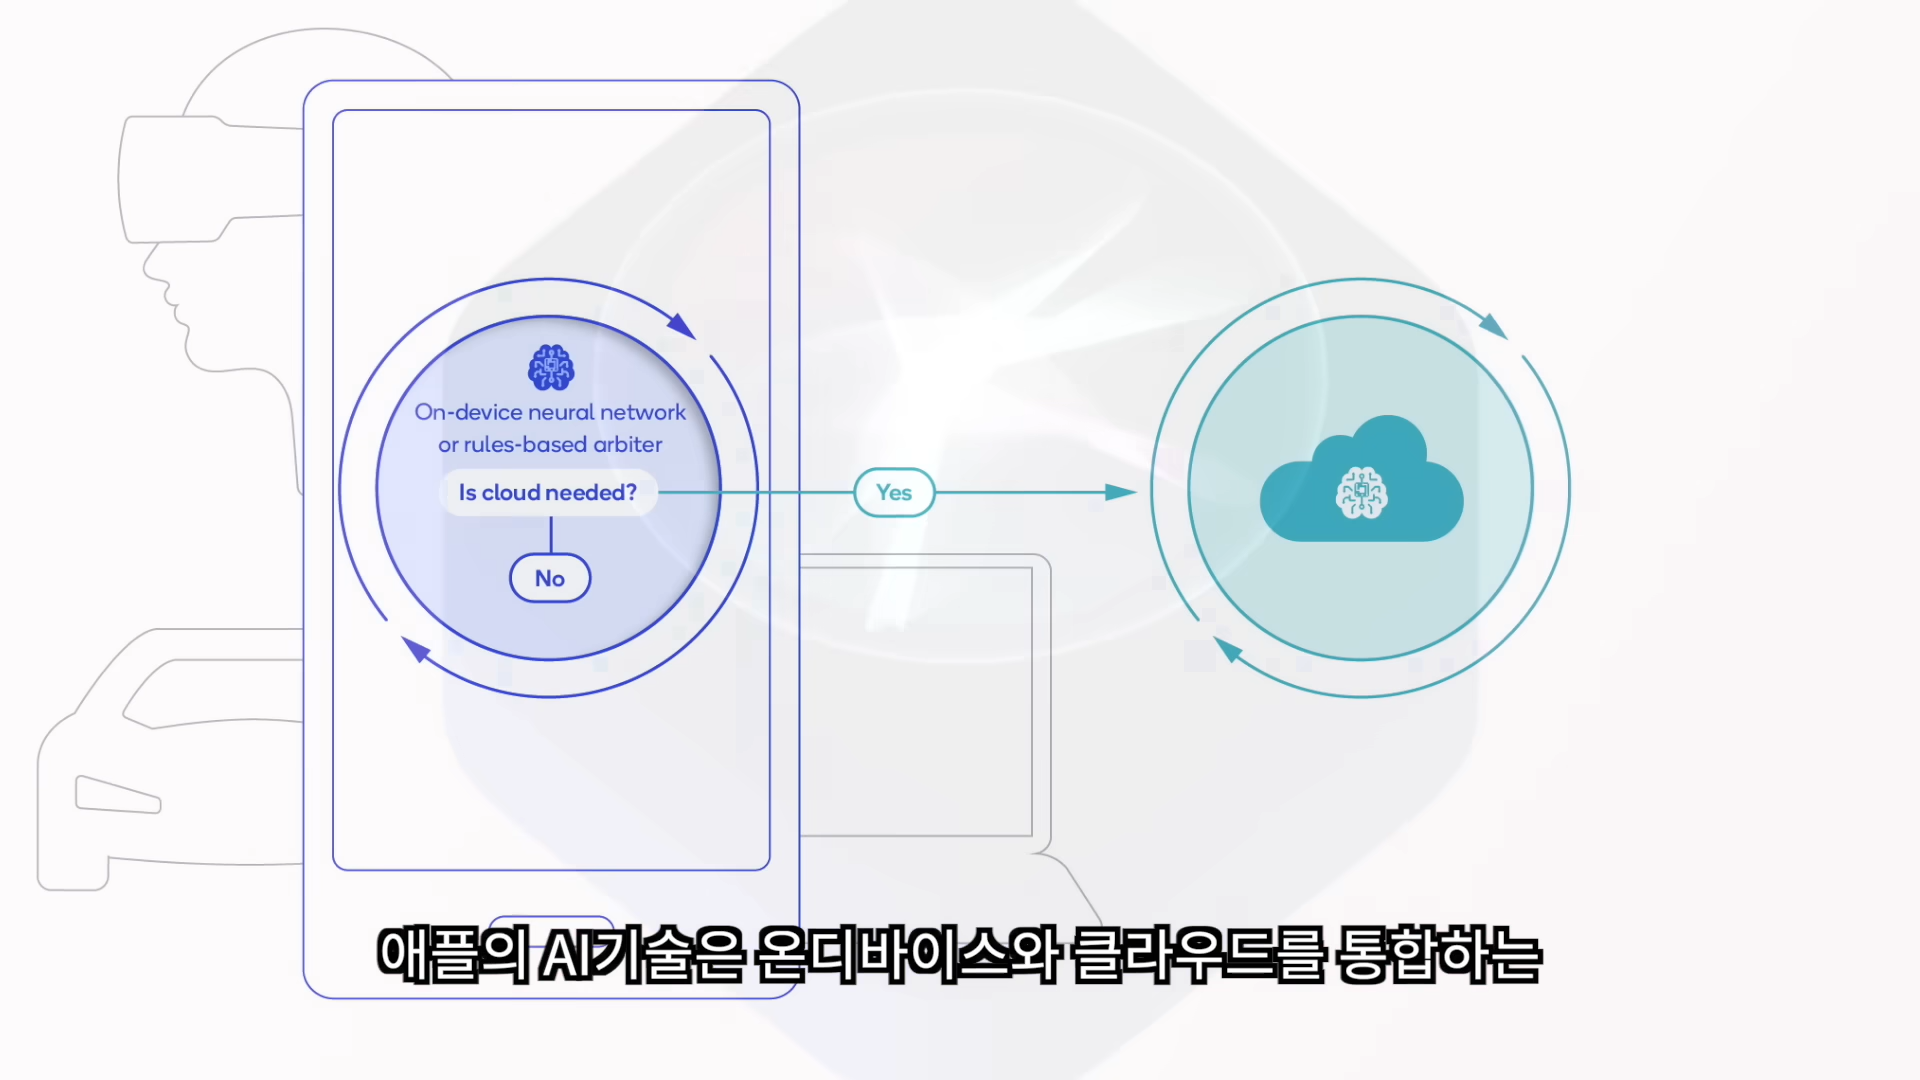 On-device neural network
or rules-based arbiter
Is cloud needed?
Yes
No
애플의 AI기술은 온디바이스와 클라우드를 통합하는